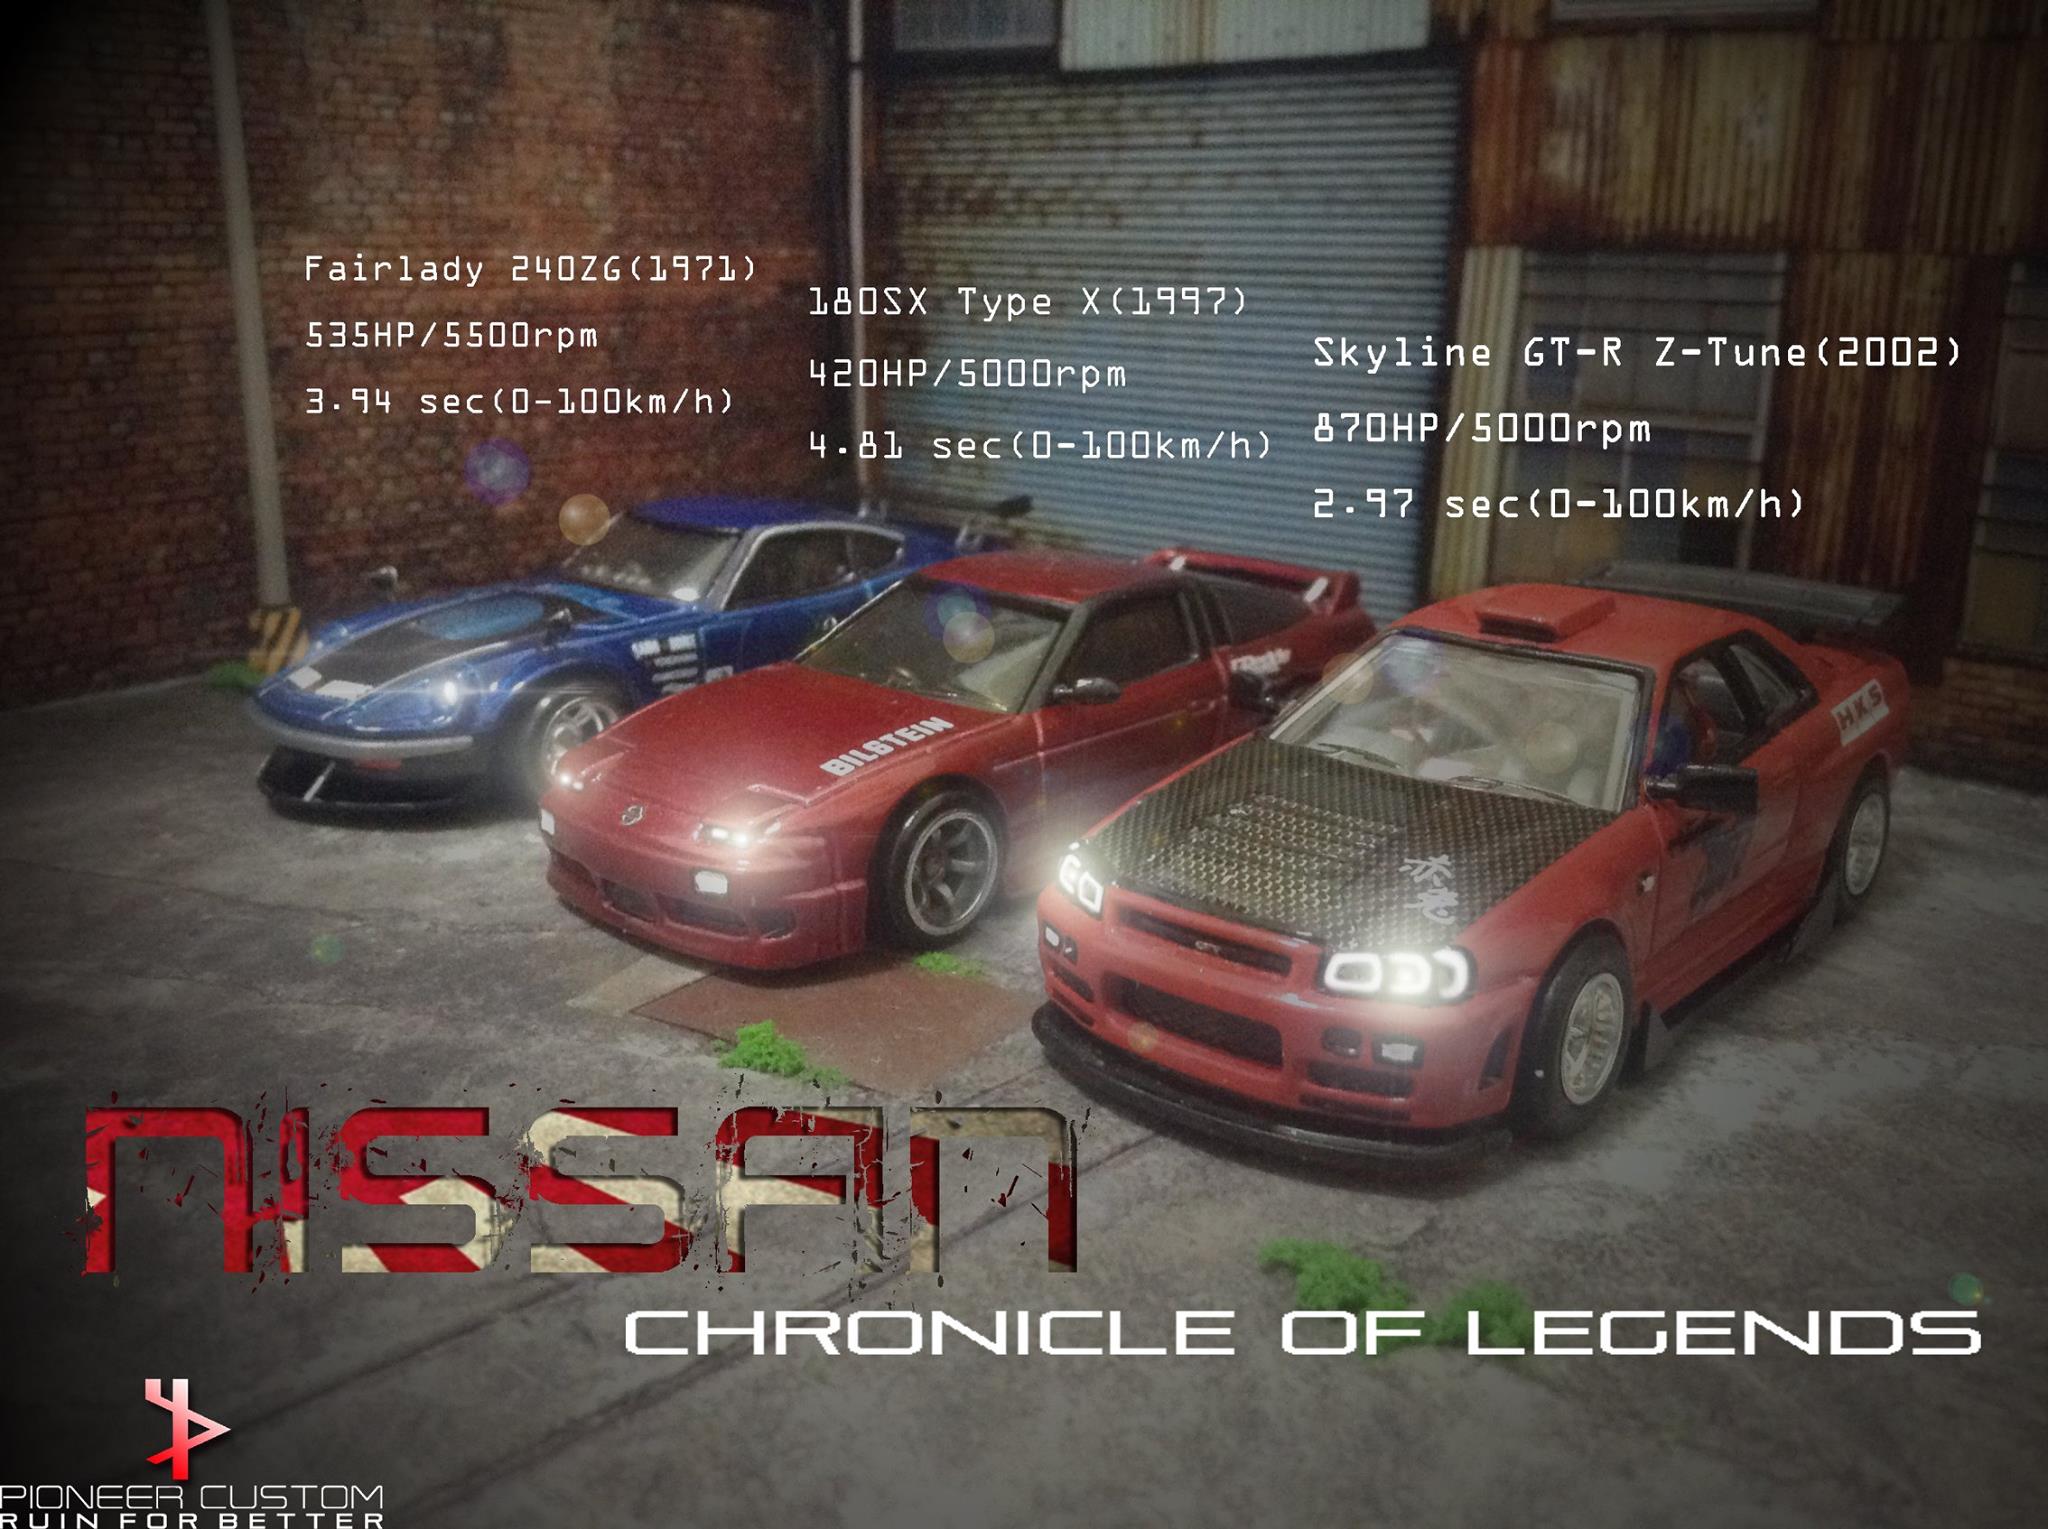 Fairlady 240ZG(1971)
535HP/5500rpm
3.94 sec(0-100km/h)
180SX Type X(1997)
420HP/5000rpm
4.81 sec(0-100km/h)
Skyline GT-R Z-Tune(2002)
870HP/5000rpm
2.97 sec(0-100km/h)
BILSTEIN
HKS
NISSAN
CHRONICLE OF LEGENDS
PIONEER CUSTOM
RUIN FOR BETTER